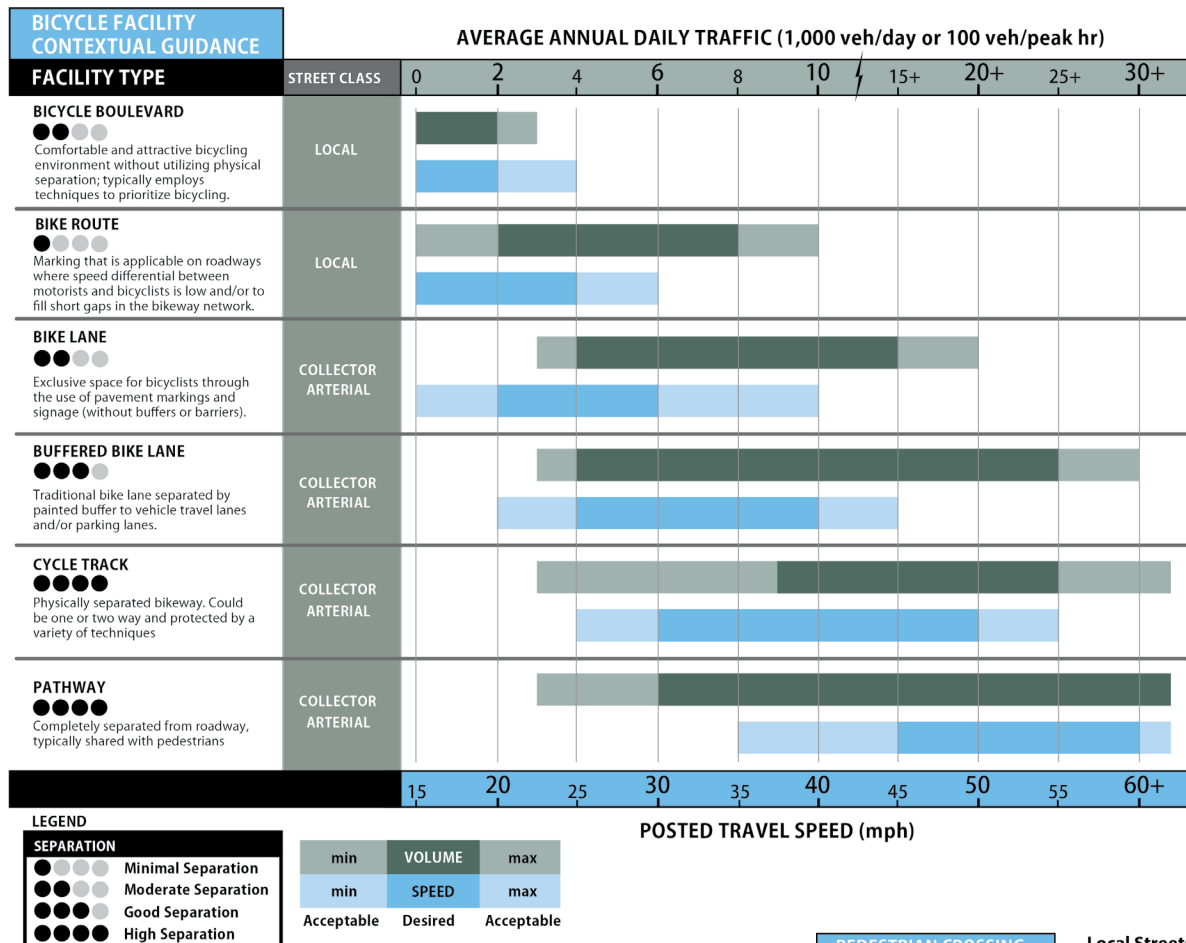 BICYCLE FACILITY
CONTEXTUAL GUIDANCE
AVERAGE ANNUAL DAILY TRAFFIC (1,000 veh/day or 100 veh/peak hr)
FACILITY TYPE
STREET CLASS
0 2 4 6 8 10 15+ 20+ 25+ 30+
BICYCLE BOULEVARD
Comfortable and attractive bicycling
environment without utilizing physical
separation; typically employs
techniques to prioritize bicycling.
LOCAL
BIKE ROUTE
Marking that is applicable on roadways
where speed differential between
motorists and bicyclists is low and/or to
fill short gaps in the bikeway network.
LOCAL
BIKE LANE
Exclusive space for bicyclists through
the use of pavement markings and
signage (without buffers or barriers).
COLLECTOR
ARTERIAL
BUFFERED BIKE LANE
Traditional bike lane separated by
painted buffer to vehicle travel lanes
and/or parking lanes.
COLLECTOR
ARTERIAL
CYCLE TRACK
Physically separated bikeway. Could
be one or two way and protected by a
variety of techniques
COLLECTOR
ARTERIAL
PATHWAY
Completely separated from roadway,
typically shared with pedestrians
COLLECTOR
ARTERIAL
15 20 25 30 35 40 45 50 55 60+
POSTED TRAVEL SPEED (mph)
LEGEND
SEPARATION
Minimal Separation
Moderate Separation
Good Separation
High Separation
min VOLUME max
min SPEED max
Acceptable Desired Acceptable
PEDESTRIAN CROSSING
Local Street